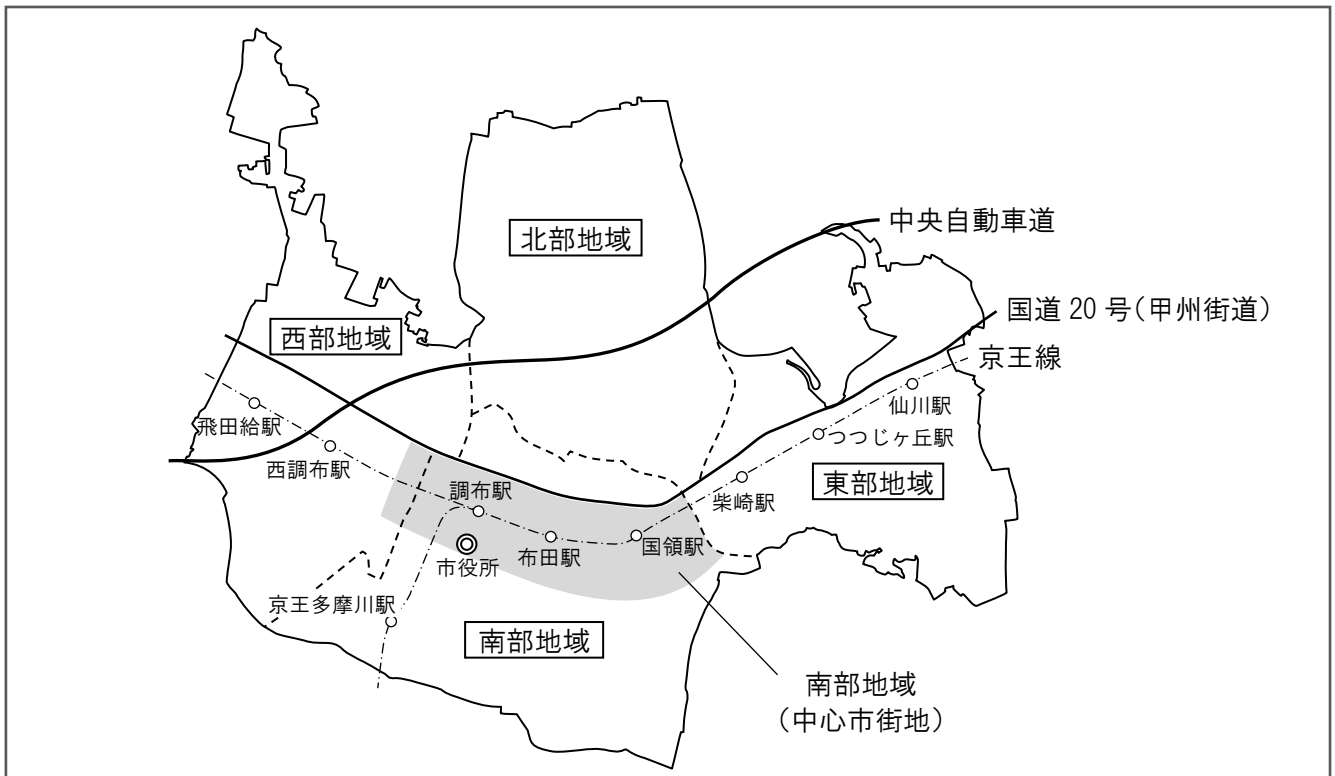 中央自動車道
北部地域
国道 20 号(甲州街道)
西部地域
京王線
仙川駅
飛田給駅
つつじヶ丘駅
西調布駅
東部地域
調布駅
柴崎駅
国領駅
布田駅
市役所
京王多摩川駅
南部地域
南部地域
(中心市街地)